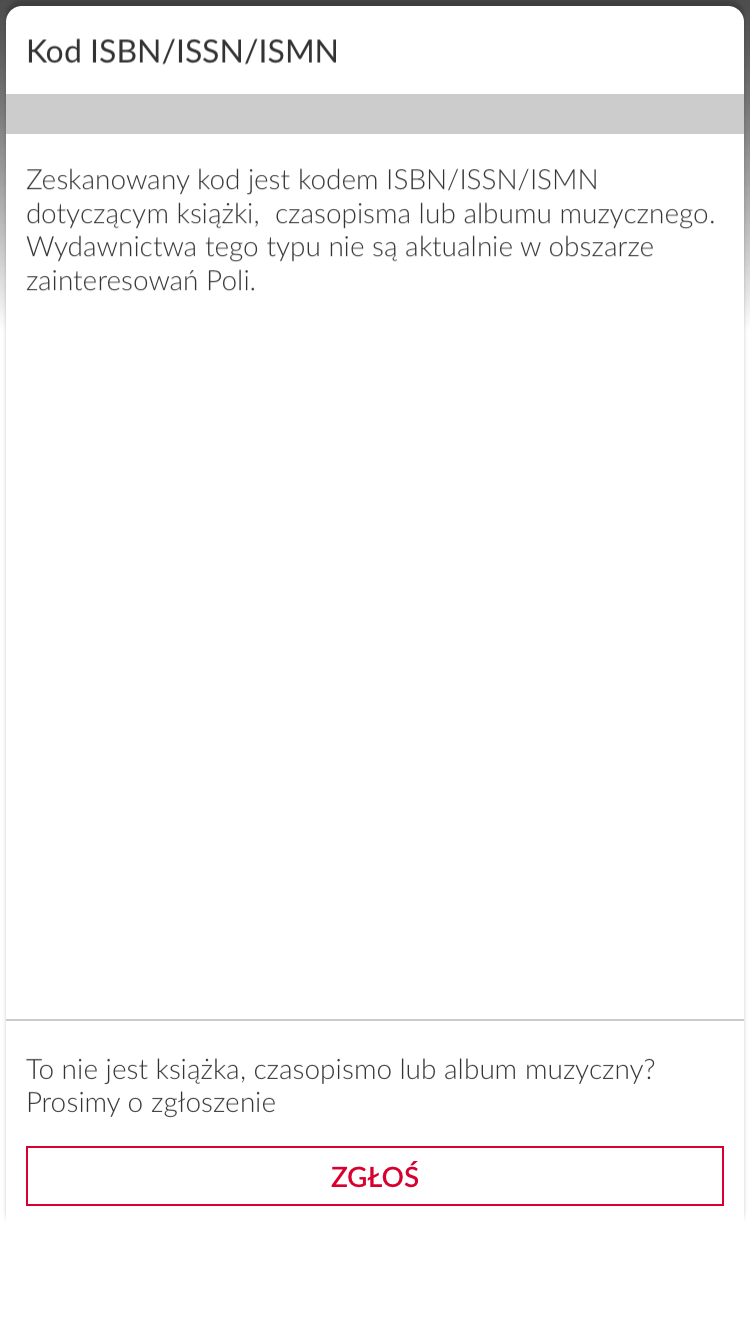 Kod ISBN/ISSN/ISMN
Zeskanowany kod jest kodem ISBN/ISSN/ISMN
dotyczącym książki,  czasopisma lub albumu muzycznego.
Wydawnictwa tego typu nie są aktualnie w obszarze
zainteresowań Poli.
To nie jest książka, czasopismo lub album muzyczny?
Prosimy o zgłoszenie
ZGŁOŚ